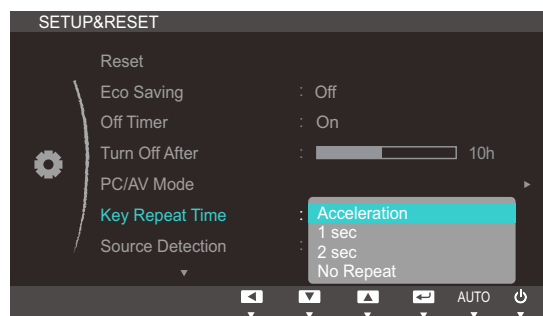 SETUP&RESET
Reset
Eco Saving : Off
Off Timer : On
Turn Off After : 10h
PC/AV Mode
Key Repeat Time : Acceleration
1 sec
Source Detection :
2 sec
No Repeat
AUTO